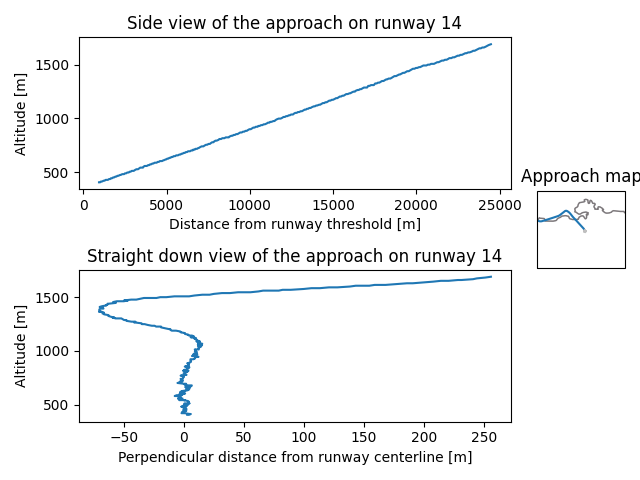 Side view of the approach on runway 14
Altitude [m]
1500
1000
500
0
5000
10000
15000
20000
25000
Distance from runway threshold [m]
Approach map
Straight down view of the approach on runway 14
Altitude [m]
1500
1000
500
−50
0
50
100
150
200
250
Perpendicular distance from runway centerline [m]